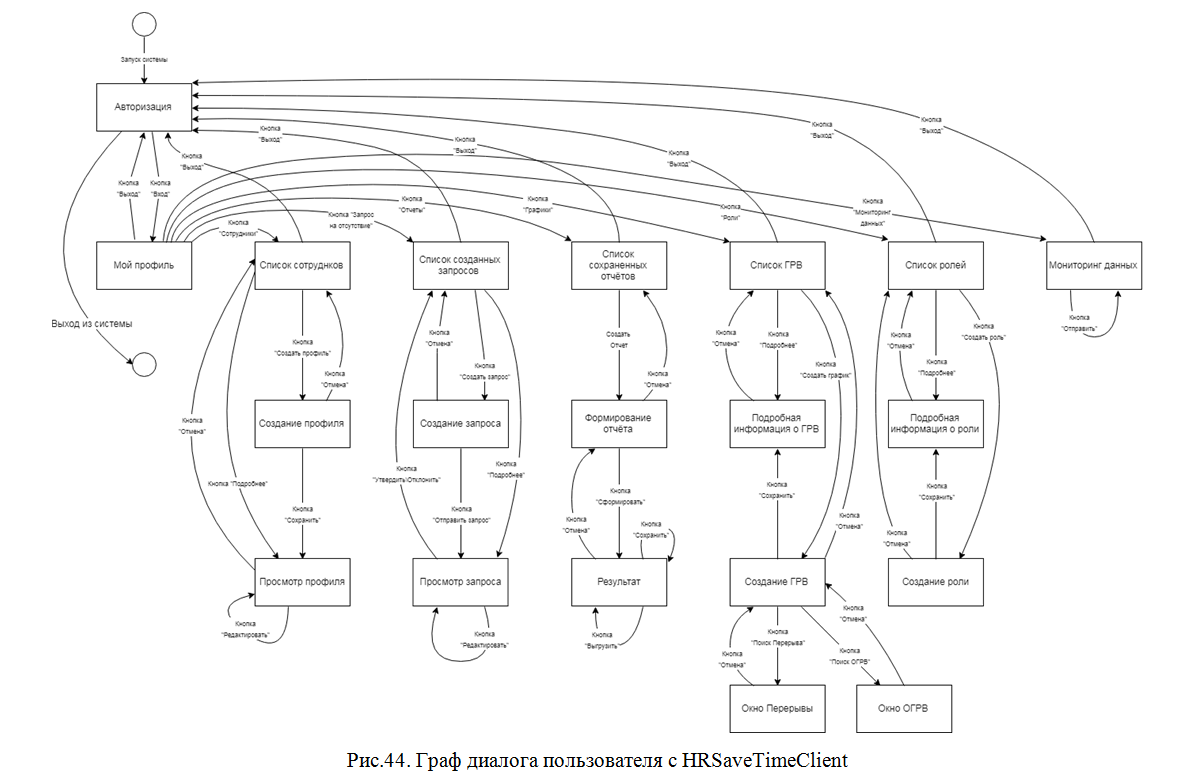 Запуск системы
Авторизация
Кнопка
"Выход"
Кнопка
"Выход"
Кнопка
"Выход"
Кнопка
"Выход"
Кнопка
"Выход"
Кнопка
"Выход"
Кнопка
"Выход"
Кнопка
"Вход"
Кнопка
"Сотрудники"
Кнопка "Запрос
на отсутствие"
Кнопка
"Отчеты"
Кнопка
"Графики"
Кнопка
"Роли"
Кнопка
"Мониторинг
данных"
Мой профиль
Список сотруднков
Список созданных
запросов
Список
сохраненных
отчётов
Список ГРВ
Список ролей
Мониторинг данных
Выход из системы
Кнопка
"Создать профиль"
Кнопка
"Отмена"
Кнопка
"Отмена"
Кнопка
"Создать запрос"
Создать
Отчет
Кнопка
"Отмена"
Кнопка
"Отмена"
Кнопка
"Подробнее"
Кнопка
"Создать график"
Кнопка
"Отмена"
Кнопка
"Подробнее"
Кнопка
"Создать роль"
Кнопка
"Отправить"
Создание профиля
Создание запроса
Формирование
отчёта
Подробная
информация о ГРВ
Подробная
информация о роли
Кнопка
"Отмена"
Кнопка "Подробнее"
Кнопка
"Сохранить"
Кнопка
"Утвердить\Отклонить"
Кнопка
"Отправить запрос"
Кнопка
"Подробнее"
Кнопка
"Отмена"
Кнопка
"Сформировать"
Кнопка
"Сохранить"
Кнопка
"Сохранить"
Кнопка
"Отмена"
Кнопка
"Отмена"
Кнопка
"Сохранить"
Просмотр профиля
Просмотр запроса
Результат
Создание ГРВ
Создание роли
Кнопка
"Редактировать"
Кнопка
"Редактировать"
Кнопка
"Выгрузить"
Кнопка
"Отмена"
Кнопка
"Поиск Перерыва"
Кнопка
"Поиск ОГРВ"
Кнопка
"Отмена"
Окно Перерывы
Окно ОГРВ
Рис.44. Граф диалога пользователя с HRSaveTimeClient